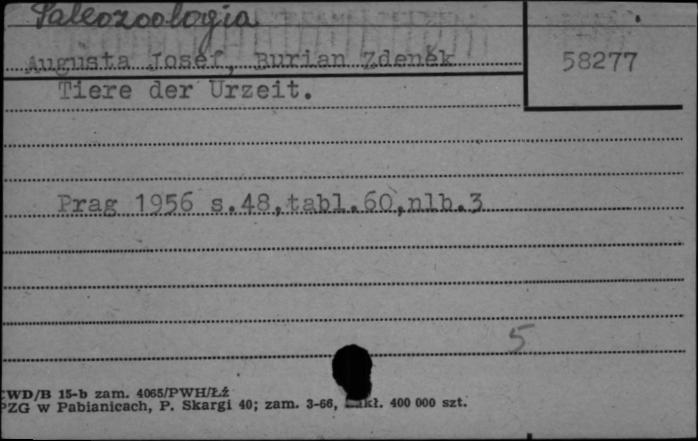 Paleozoologia
Augusta Josef, Burian Zdeněk
58277
Tiere der Urzeit.
Prag 1956 s.48,tabl.60,nlb.3
5
WD/B 15-b zam. 4065/PWH/Łź
PZG w Pabianicach, P. Skargi 40; zam. 3-66, 400 000 szt.